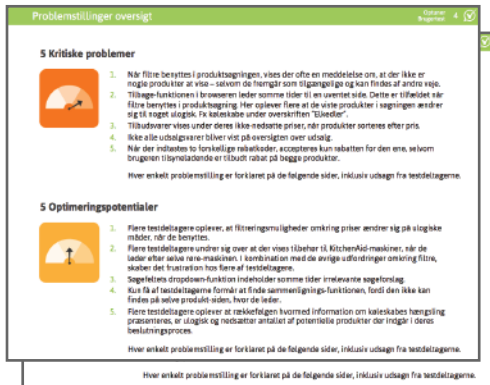 Problemstillinger oversigt
Opturer
Brugerrejse 4
5 Kritiske problemer
1. Når filtre benyttes i produktsøgningen, vises der ofte en meddelelse om, at der ikke er
nogle produkter at vise – selvom de fremgår som tilgængelige og kan findes af andre veje.
2. Tilbage-funktionen i browseren leder somme tider til en uventet side. Dette er tilfældet når
filtre benyttes i produktsøgning. Her oplever flere at de viste produkter i søgningen ændrer
sig til noget ulogisk. Fx køleskabe under overskriften "Elkedler".
3. Tilbudsvarer vises under deres ikke-nedsatte priser, når produkter sorteres efter pris.
4. Ikke alle udsalgsvarer bliver vist på oversigten over udsalg.
5. Når der indtastes to forskellige rabatkoder, accepteres kun rabatten for den ene, selvom
brugeren tilsyneladende er tilbudt rabat på begge produkter.
Hver enkelt problemstilling er forklaret på de følgende sider, inklusiv udsagn fra testdeltagerne.
5 Optimeringspotentialer
1. Flere testdeltagere oplever, at filtreringsmuligheder omkring priser ændrer sig på ulogiske
måder, når de benyttes.
2. Flere testdeltagere undrer sig over at der vises tilbehør til KitchenAid-maskiner, når de
leder efter selve røre-maskinen. I kombination med de øvrige udfordringer omkring filtre,
skaber det frustration hos flere af testdeltagerne.
3. Søgefeltets dropdown-funktion indeholder somme tider irrelevante søgeforslag.
4. Kun få af testdeltagerne formår at finde sammenlignings-funktionen, fordi den ikke kan
findes på selve produkt-siden, hvor de leder.
5. Flere testdeltagere oplever at rækkefølgen hvormed information om køleskabes hængsling
præsenteres, er ulogisk og nedsætter antallet af potentielle produkter der indgår i deres
beslutningsproces.
Hver enkelt problemstilling er forklaret på de følgende sider, inklusiv udsagn fra testdeltagerne.
Hver enkelt problemstilling er forklaret på de følgende sider, inklusiv udsagn fra testdeltagerne.